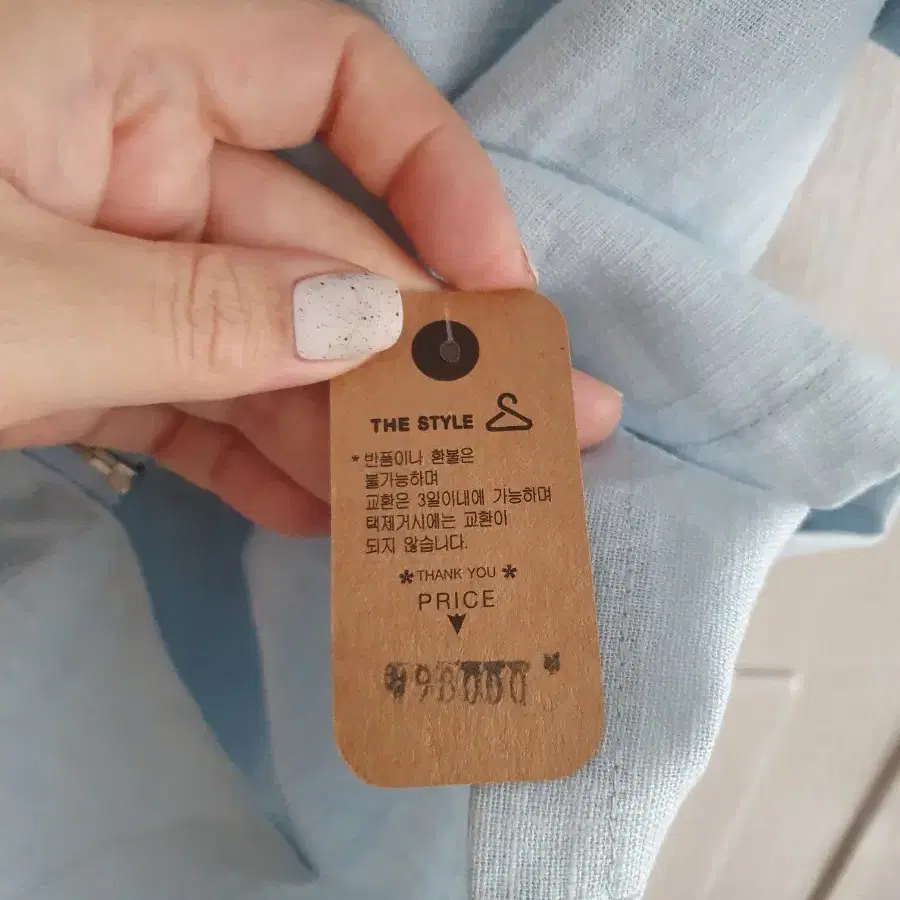 THE STYLE
*반품이나 환불은
불가능하며
교환은 3일이내에 가능하며
택제거시에는 교환이
되지 않습니다.
*THANK YOU*
PRICE
98000